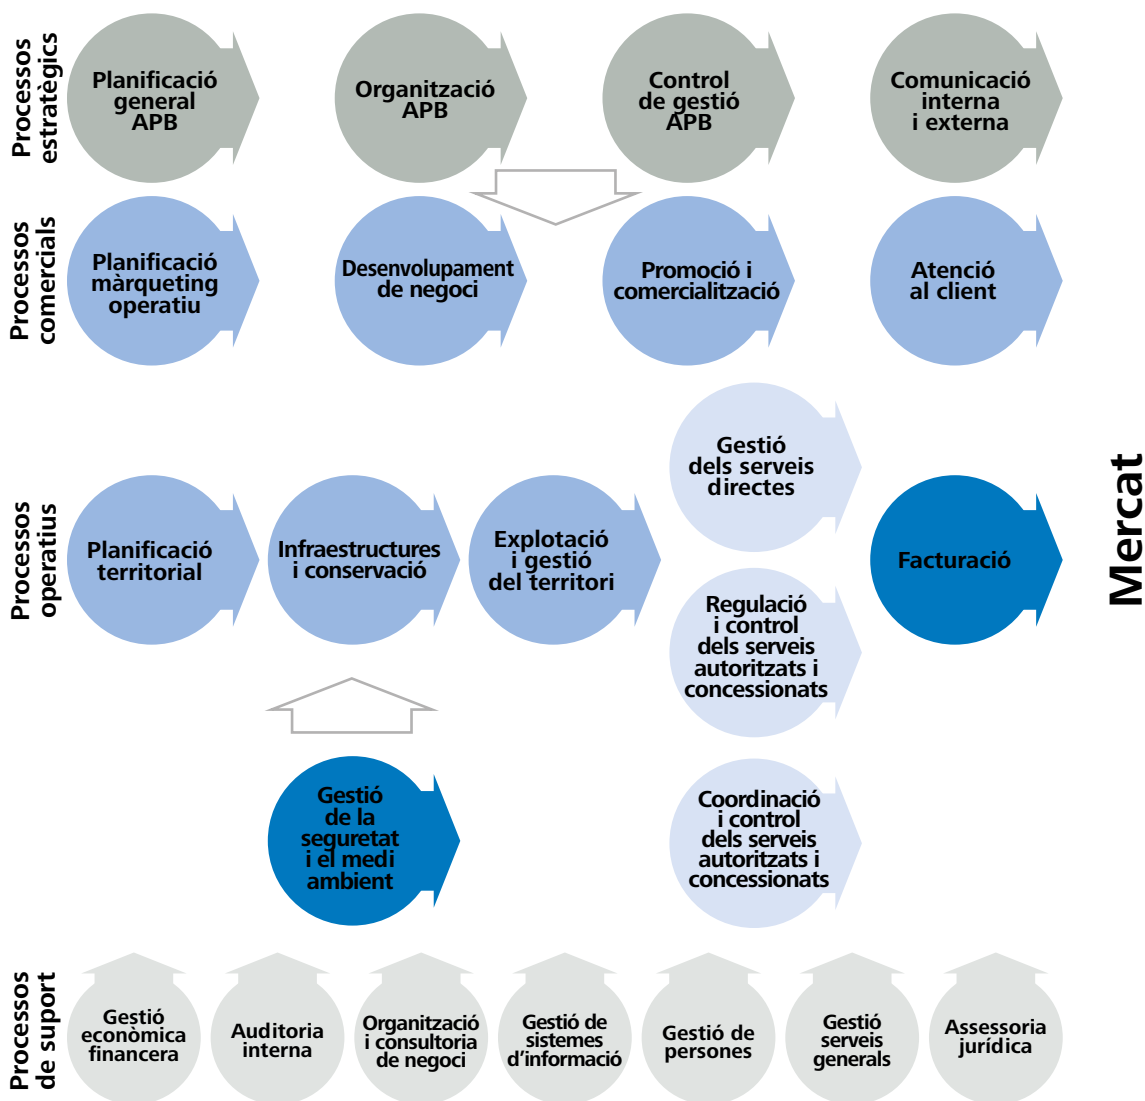 Processos
estratègics
Planificació
general
APB
Organització
APB
Control
de gestió
APB
Comunicació
interna
i externa
Processos
comercials
Planificació
màrqueting
operatiu
Desenvolupament
de negoci
Promoció i
comercialització
Atenció
al client
Processos
operatius
Planificació
territorial
Infraestructures
i conservació
Explotació
i gestió
del territori
Gestió
dels serveis
directes
Regulació
i control
dels serveis
autoritzats i
concessionats
Facturació
Mercat
Gestió
de la
seguretat
i el medi
ambient
Coordinació
i control
dels serveis
autoritzats i
concessionats
Processos
de suport
Gestió
econòmica
financera
Auditoria
interna
Organització
i consultoria
de negoci
Gestió de
sistemes
d'informació
Gestió de
persones
Gestió
serveis
generals
Assessoria
jurídica